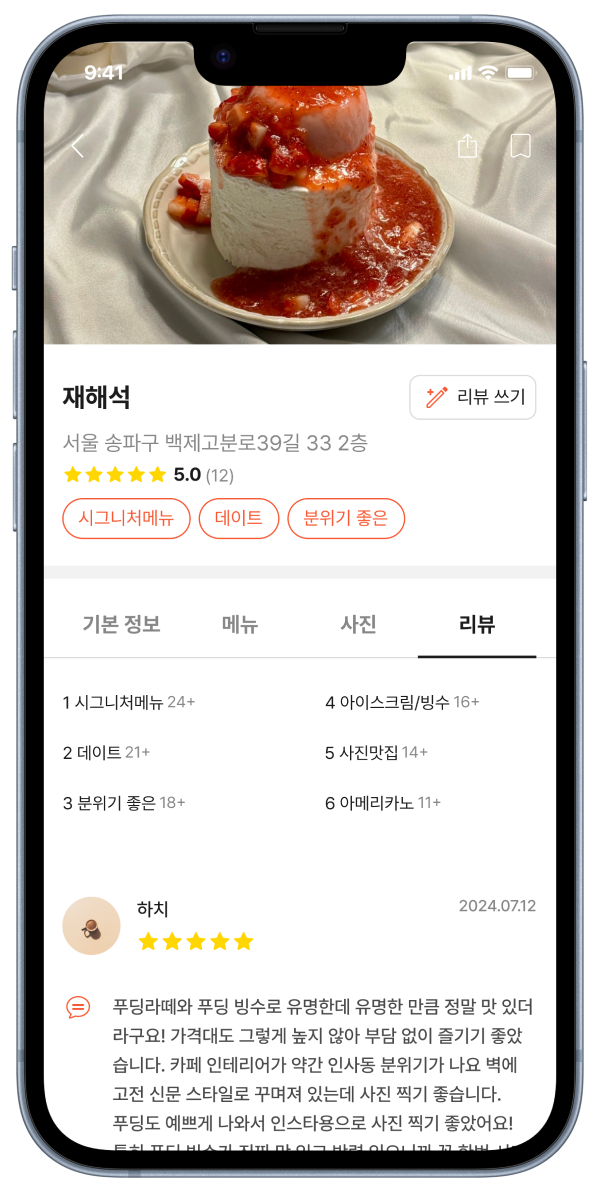 9:41
재해석
리뷰 쓰기
서울 송파구 백제고분로39길 33 2층
5.0 (12)
시그니처메뉴 데이트 분위기 좋은
기본 정보 메뉴 사진 리뷰
1 시그니처메뉴 24+
4 아이스크림/빙수 16+
2 데이트 21+
5 사진맛집 14+
3 분위기 좋은 18+
6 아메리카노 11+
하치
2024.07.12
푸딩라떼와 푸딩 빙수로 유명한데 유명한 만큼 정말 맛 있더
라구요! 가격대도 그렇게 높지 않아 부담 없이 즐기기 좋았
습니다. 카페 인테리어가 약간 인사동 분위기가 나요 벽에
고전 신문 스타일로 꾸며져 있는데 사진 찍기 좋습니다.
푸딩도 예쁘게 나와서 인스타용으로 사진 찍기 좋았어요!